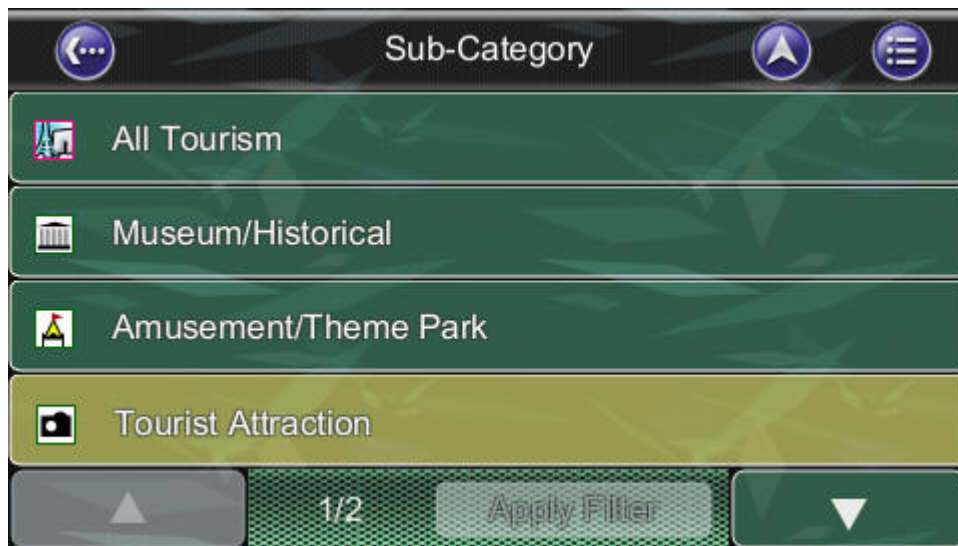 Sub-Category
All Tourism
Museum/Historical
Amusement/Theme Park
Tourist Attraction
1/2 Apply Filter